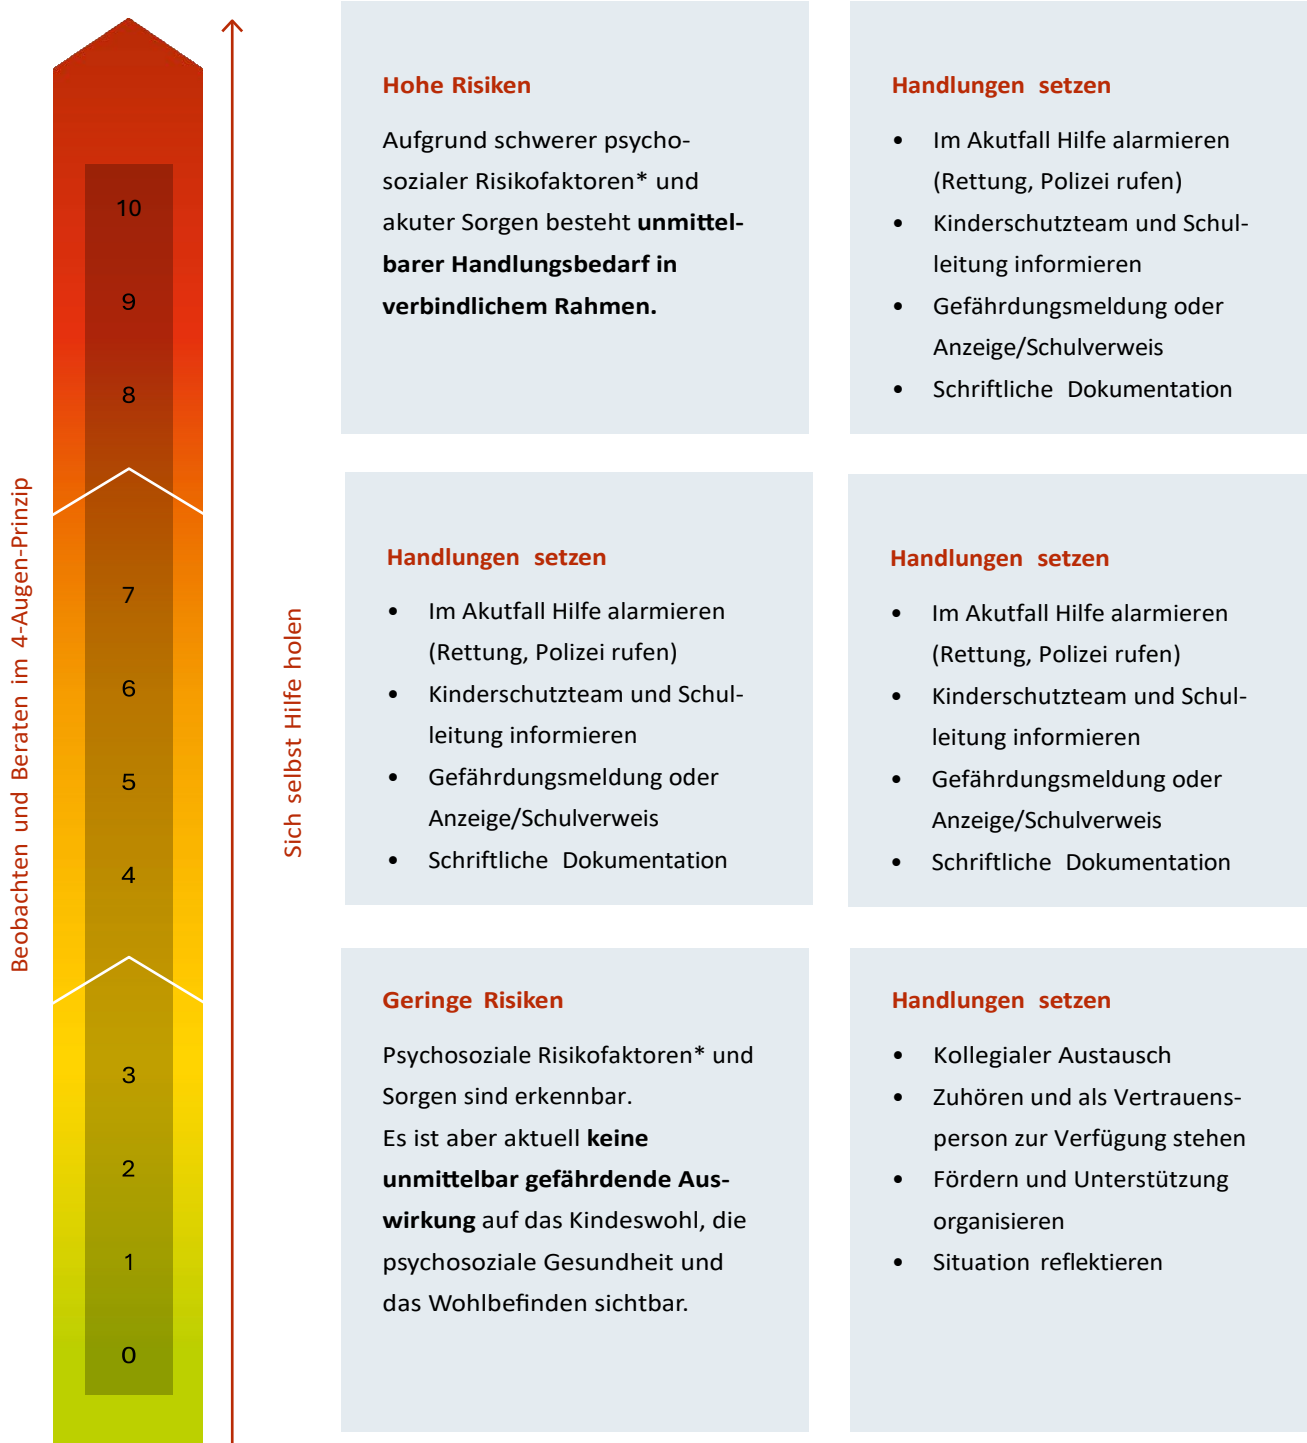 Beobachten und Beraten im 4-Augen-Prinzip
10
9
8
7
6
5
4
3
2
1
0
Sich selbst Hilfe holen
Hohe Risiken
Aufgrund schwerer psycho-
sozialer Risikofaktoren* und
akuter Sorgen besteht unmittel-
barer Handlungsbedarf in
verbindlichem Rahmen.
Handlungen setzen
• Im Akutfall Hilfe alarmieren
(Rettung, Polizei rufen)
• Kinderschutzteam und Schul-
leitung informieren
• Gefährdungsmeldung oder
Anzeige/Schulverweis
• Schriftliche Dokumentation
Handlungen setzen
• Im Akutfall Hilfe alarmieren
(Rettung, Polizei rufen)
• Kinderschutzteam und Schul-
leitung informieren
• Gefährdungsmeldung oder
Anzeige/Schulverweis
• Schriftliche Dokumentation
Handlungen setzen
• Im Akutfall Hilfe alarmieren
(Rettung, Polizei rufen)
• Kinderschutzteam und Schul-
leitung informieren
• Gefährdungsmeldung oder
Anzeige/Schulverweis
• Schriftliche Dokumentation
Geringe Risiken
Psychosoziale Risikofaktoren* und
Sorgen sind erkennbar.
Es ist aber aktuell keine
unmittelbar gefährdende Aus-
wirkung auf das Kindeswohl, die
psychosoziale Gesundheit und
das Wohlbefinden sichtbar.
Handlungen setzen
• Kollegialer Austausch
• Zuhören und als Vertrauens-
person zur Verfügung stehen
• Fördern und Unterstützung
organisieren
• Situation reflektieren